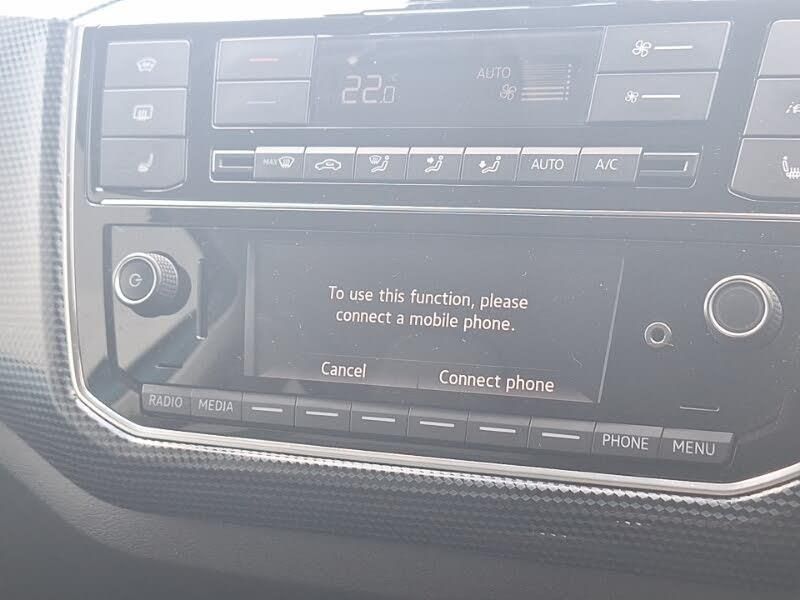 22.0
AUTO
MAX
AUTO
A/C
To use this function, please
connect a mobile phone.
Cancel
Connect phone
RADIO
MEDIA
PHONE
MENU